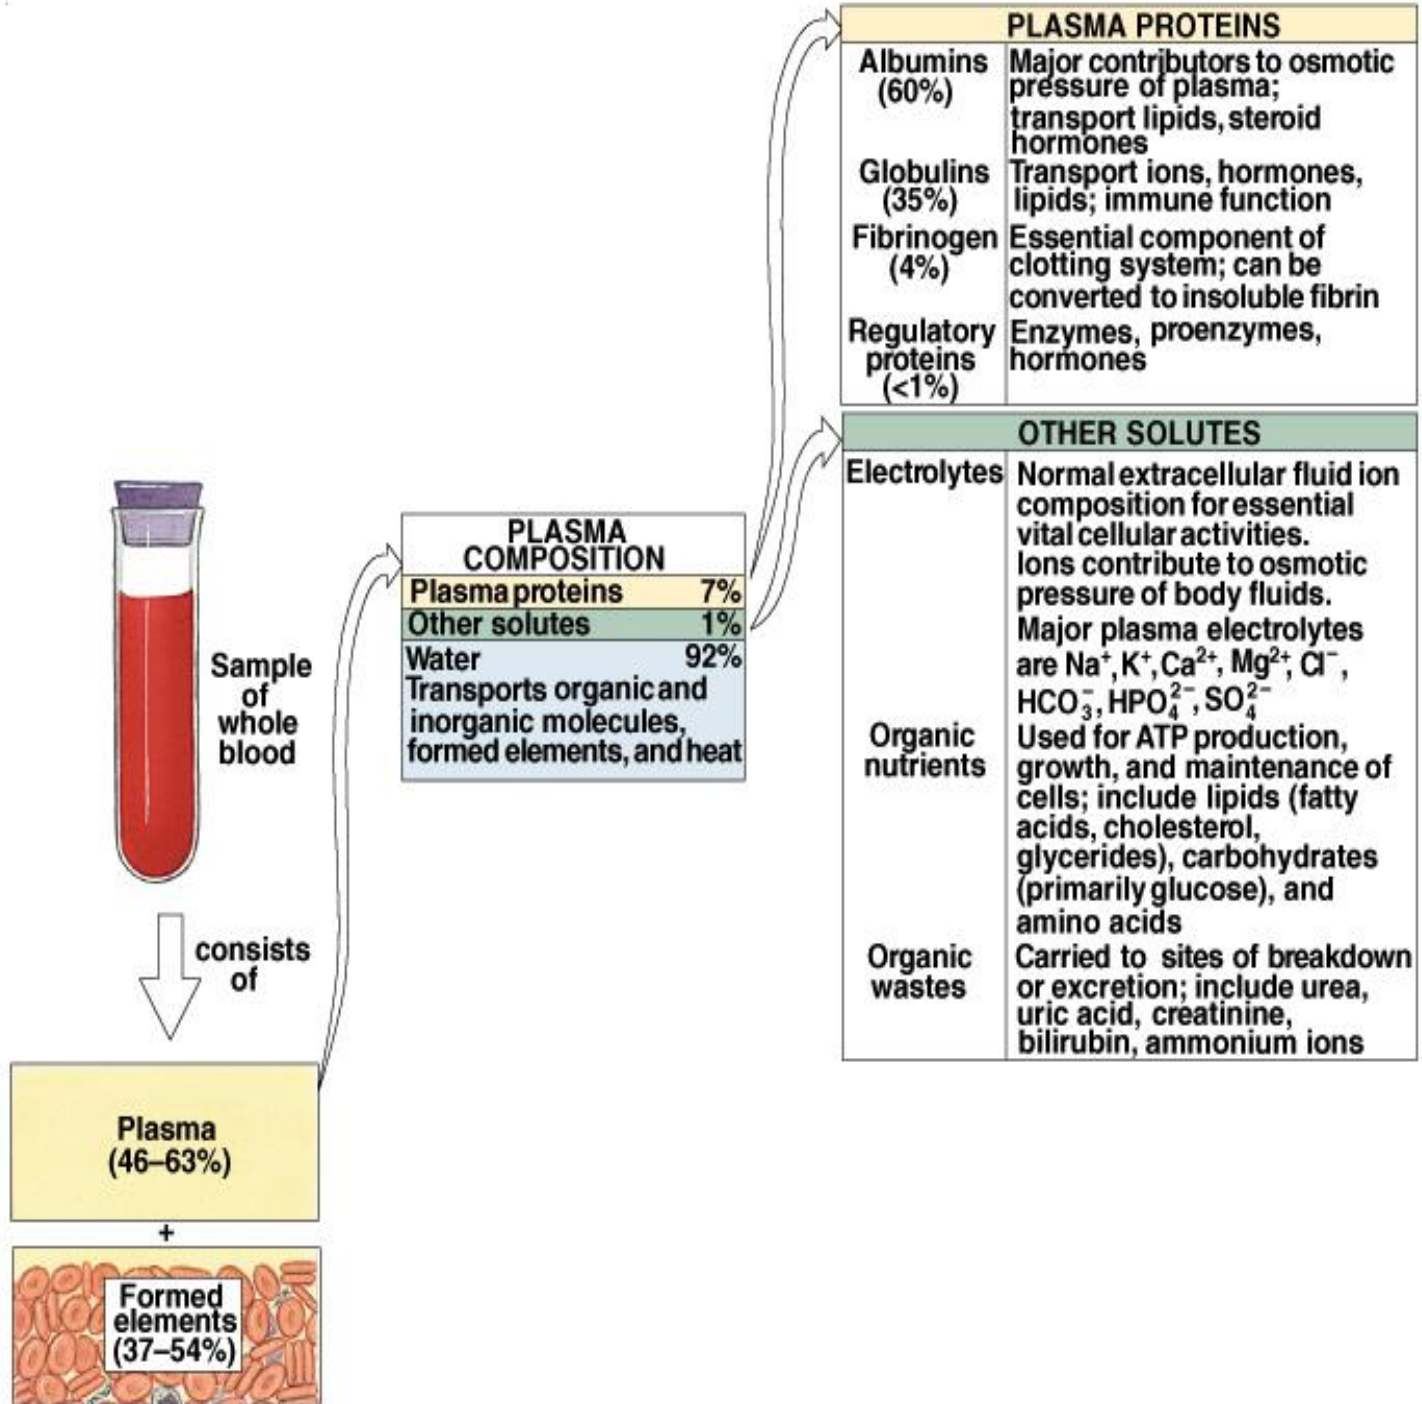 Sample
of
whole
blood
consists
of
Plasma
(46–63%)
+
Formed
elements
(37–54%)
PLASMA
COMPOSITION
Plasma proteins 7%
Other solutes 1%
Water 92%
Transports organic and
inorganic molecules,
formed elements, and heat
PLASMA PROTEINS
Albumins
(60%)
Major contributors to osmotic
pressure of plasma;
transport lipids, steroid
hormones
Globulins
(35%)
Transport ions, hormones,
lipids; immune function
Fibrinogen
(4%)
Essential component of
clotting system; can be
converted to insoluble fibrin
Regulatory
proteins
(<1%)
Enzymes, proenzymes,
hormones
OTHER SOLUTES
Electrolytes
Normal extracellular fluid ion
composition for essential
vital cellular activities.
Ions contribute to osmotic
pressure of body fluids.
Major plasma electrolytes
are Na⁺, K⁺, Ca²⁺, Mg²⁺, Cl⁻,
HCO₃⁻, HPO₄²⁻, SO₄²⁻
Organic
nutrients
Used for ATP production,
growth, and maintenance of
cells; include lipids (fatty
acids, cholesterol,
glycerides), carbohydrates
(primarily glucose), and
amino acids
Organic
wastes
Carried to sites of breakdown
or excretion; include urea,
uric acid, creatinine,
bilirubin, ammonium ions